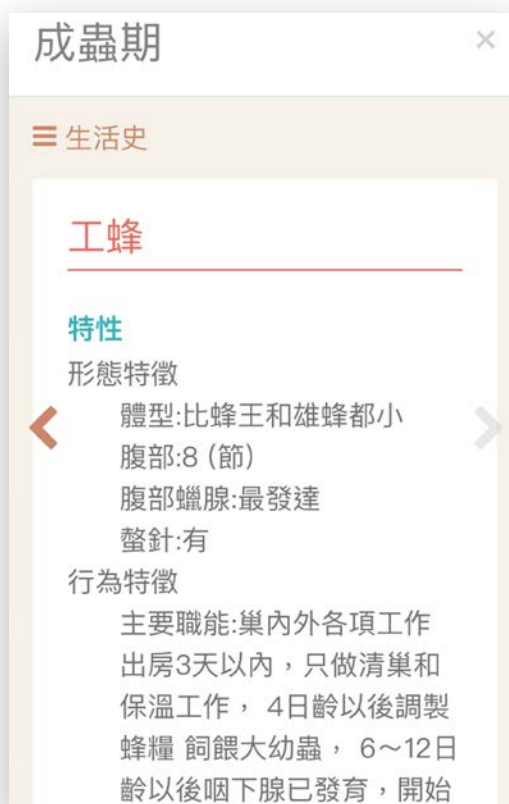 成蟲期
×
生活史
工蜂
特性
形態特徵
體型:比蜂王和雄蜂都小
腹部:8 (節)
腹部蠟腺:最發達
螫針:有
行為特徵
主要職能:巢內外各項工作
出房3天以內，只做清巢和
保溫工作， 4日齡以後調製
蜂糧 飼餵大幼蟲， 6～12日
齡以後咽下腺已發育，開始